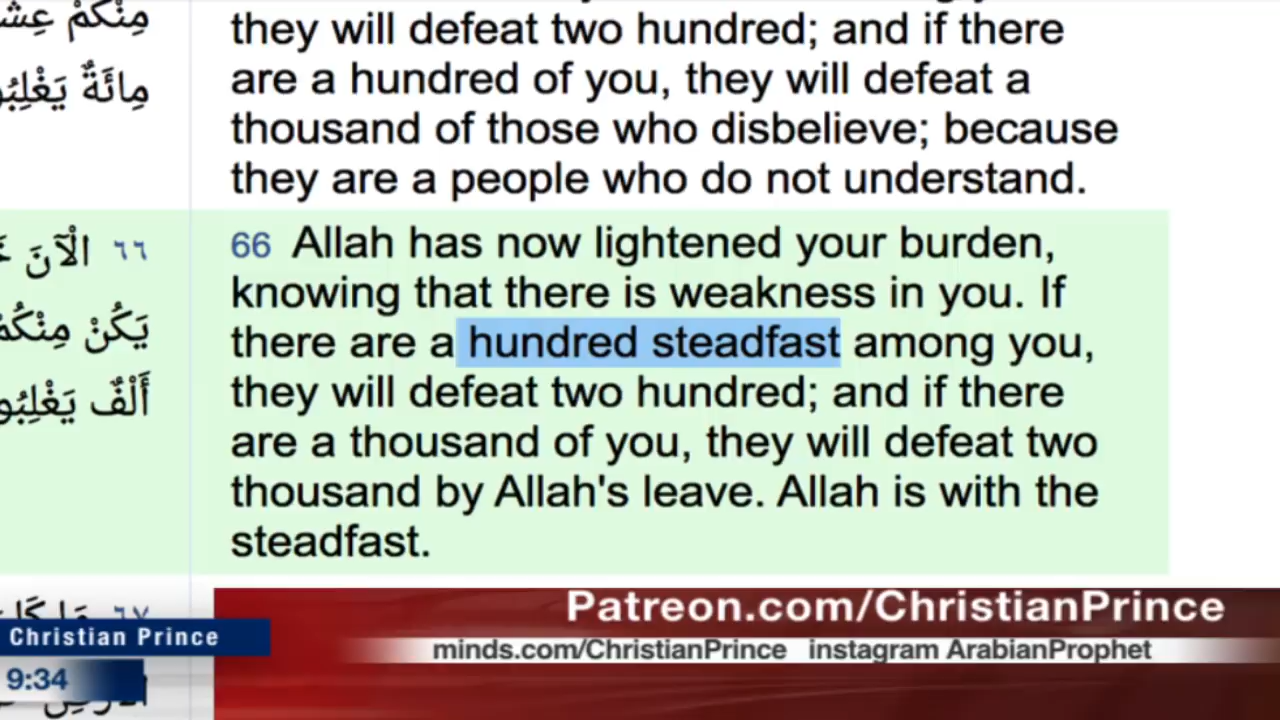 they will defeat two hundred; and if there
are a hundred of you, they will defeat a
thousand of those who disbelieve; because
they are a people who do not understand.
مِنْكُمْ
مِائَةٌ
66 Allah has now lightened your burden,
knowing that there is weakness in you. If
there are a hundred steadfast among you,
they will defeat two hundred; and if there
are a thousand of you, they will defeat two
thousand by Allah's leave. Allah is with the
steadfast.
٦٦ الْآنَ
يَكُنْ مِنْكُمْ
أَلْفٌ
٦٧
Patreon.com/ChristianPrince
Christian Prince
minds.com/ChristianPrince instagram ArabianProphet
9:34